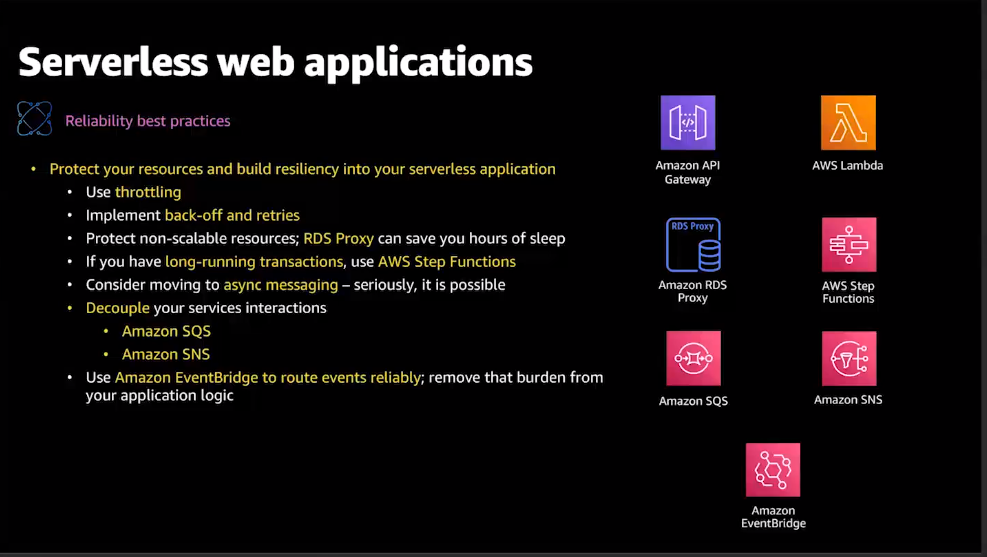 Serverless web applications
Reliability best practices
• Protect your resources and build resiliency into your serverless application
• Use throttling
• Implement back-off and retries
• Protect non-scalable resources; RDS Proxy can save you hours of sleep
• If you have long-running transactions, use AWS Step Functions
• Consider moving to async messaging – seriously, it is possible
• Decouple your services interactions
• Amazon SQS
• Amazon SNS
• Use Amazon EventBridge to route events reliably; remove that burden from
your application logic
Amazon API
Gateway
AWS Lambda
RDS Proxy
Amazon RDS
Proxy
AWS Step
Functions
Amazon SQS
Amazon SNS
Amazon
EventBridge